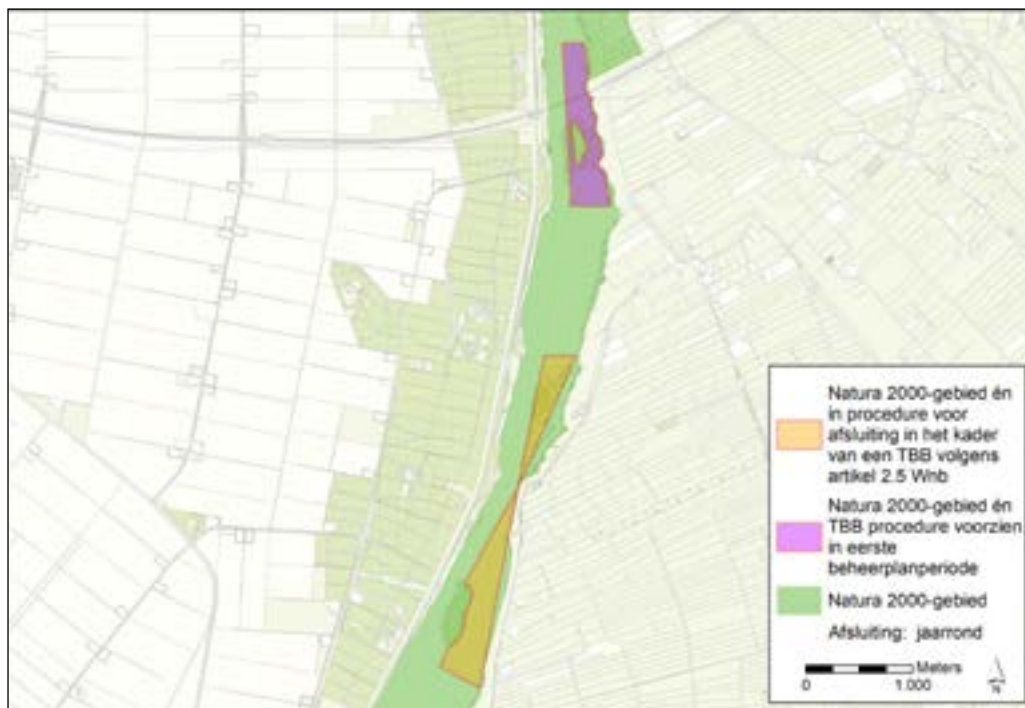 Natura 2000-gebied én
in procedure voor
afsluiting in het kader
van een TBB volgens
artikel 2.5 Wnb
Natura 2000-gebied én
TBB procedure voorzien
in eerste
beheerplanperiode
Natura 2000-gebied
Afsluiting: jaarrond
Meters
0 1.000
N